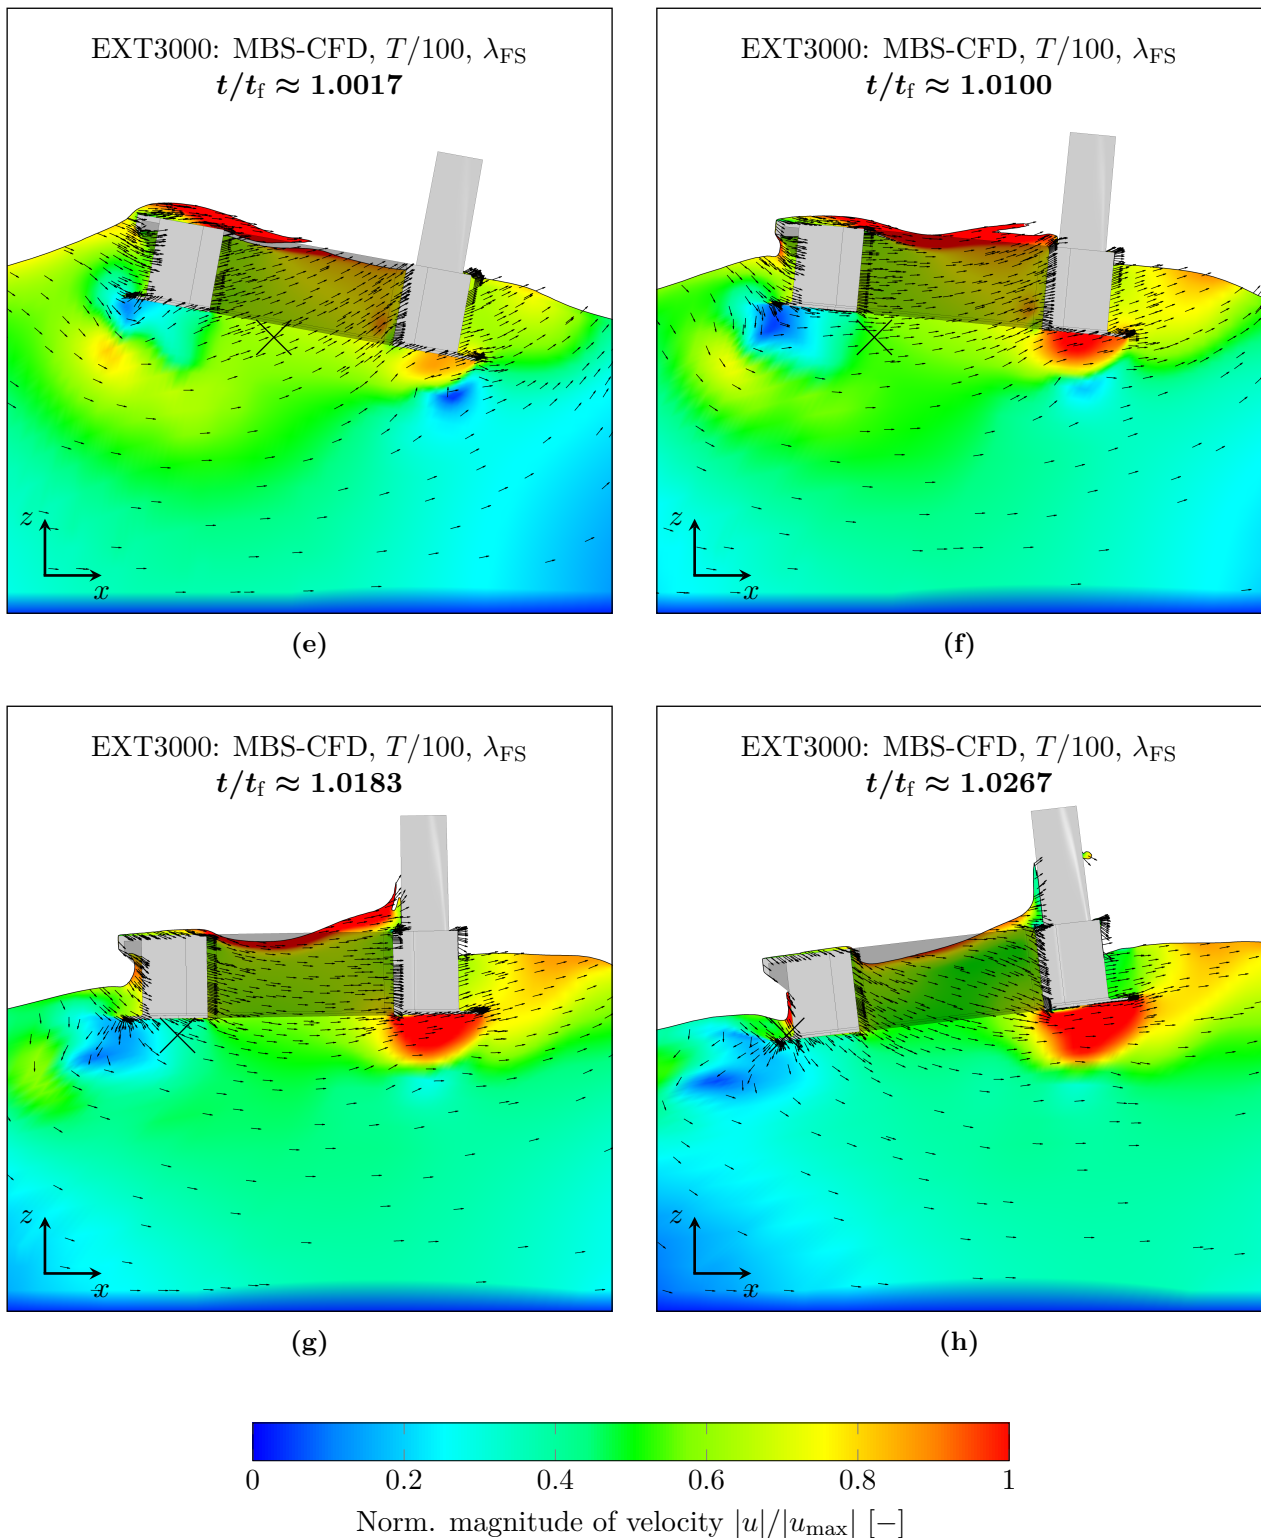 EXT3000: MBS-CFD, T/100, λFS
t/tf ≈ 1.0017
z
x
(e)
EXT3000: MBS-CFD, T/100, λFS
t/tf ≈ 1.0100
z
x
(f)
EXT3000: MBS-CFD, T/100, λFS
t/tf ≈ 1.0183
z
x
(g)
EXT3000: MBS-CFD, T/100, λFS
t/tf ≈ 1.0267
z
x
(h)
0 0.2 0.4 0.6 0.8 1
Norm. magnitude of velocity |u|/|umax| [−]